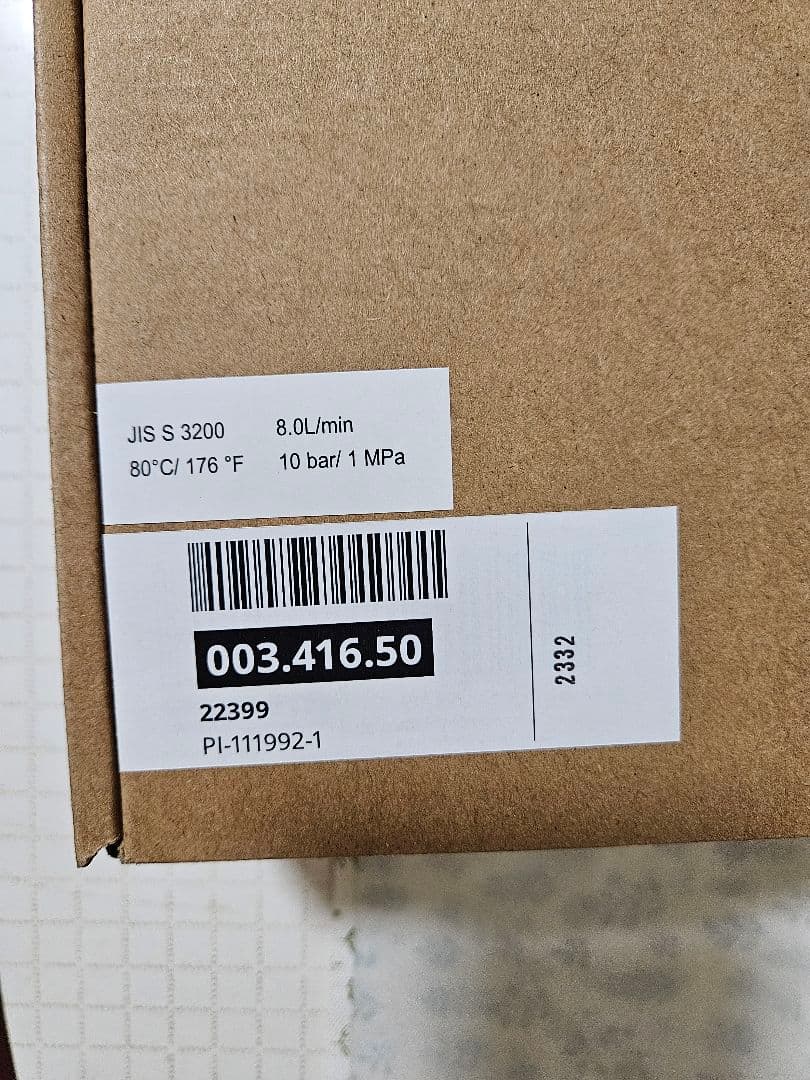 JIS S 3200 8.0L/min
80°C/ 176 °F 10 bar/ 1 MPa
003.416.50
22399
PI-111992-1
2332